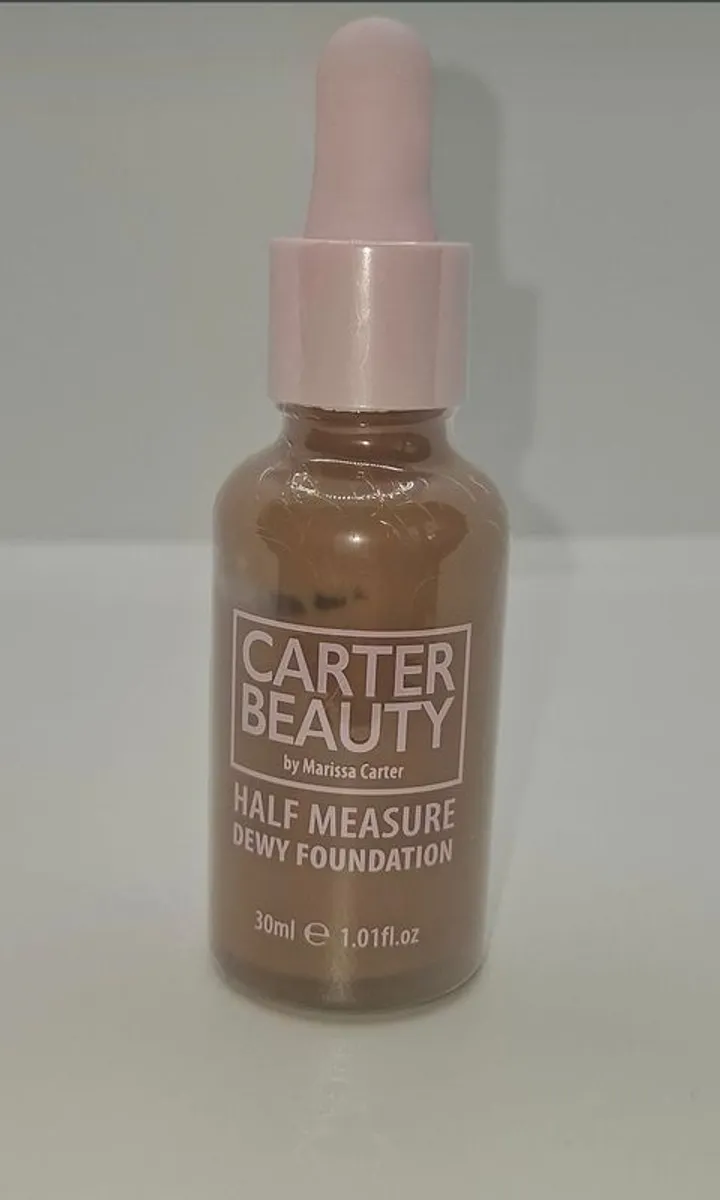 CARTER
BEAUTY
by Marissa Carter
HALF MEASURE
DEWY FOUNDATION
30ml ℮ 1.01fl.oz